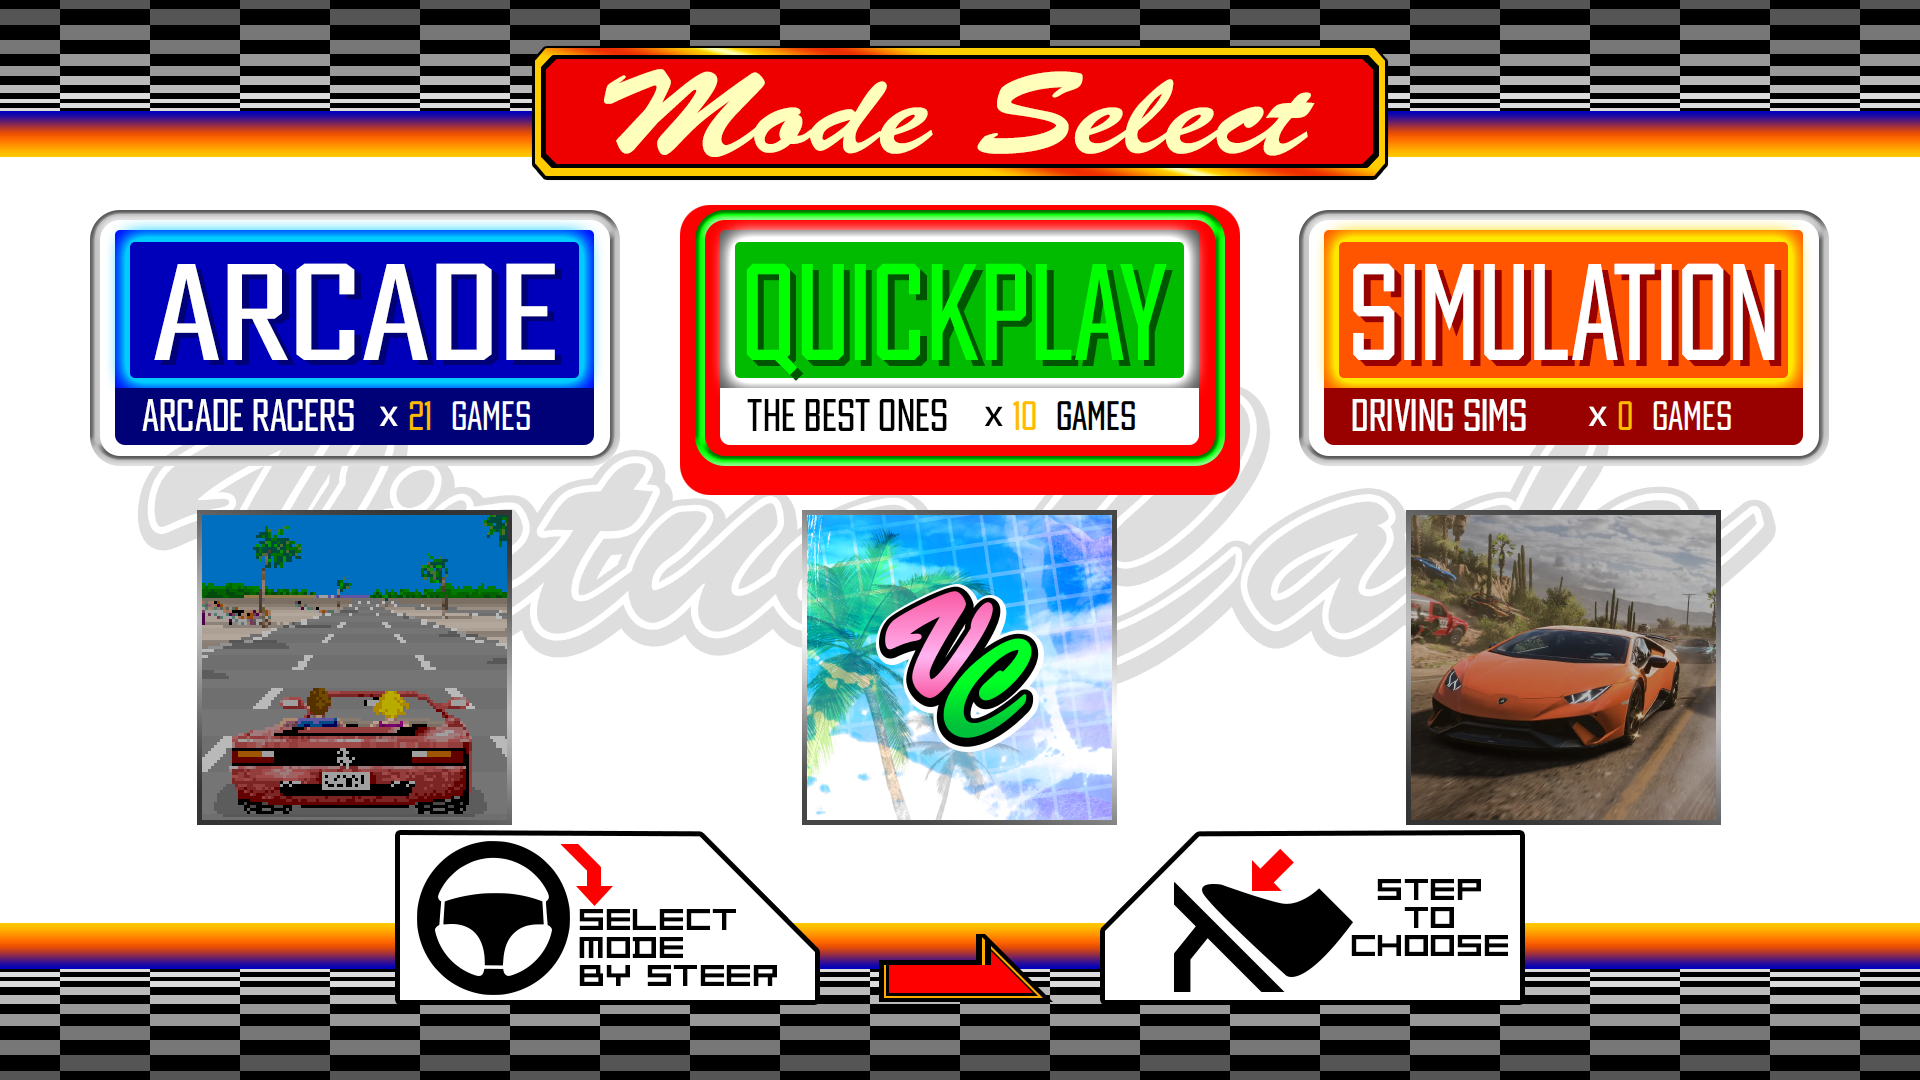 Mode Select
ARCADE
ARCADE RACERS x 21 GAMES
QUICKPLAY
THE BEST ONES x 10 GAMES
SIMULATION
DRIVING SIMS x 0 GAMES
VC
SELECT
MODE
BY STEER
STEP
TO
CHOOSE